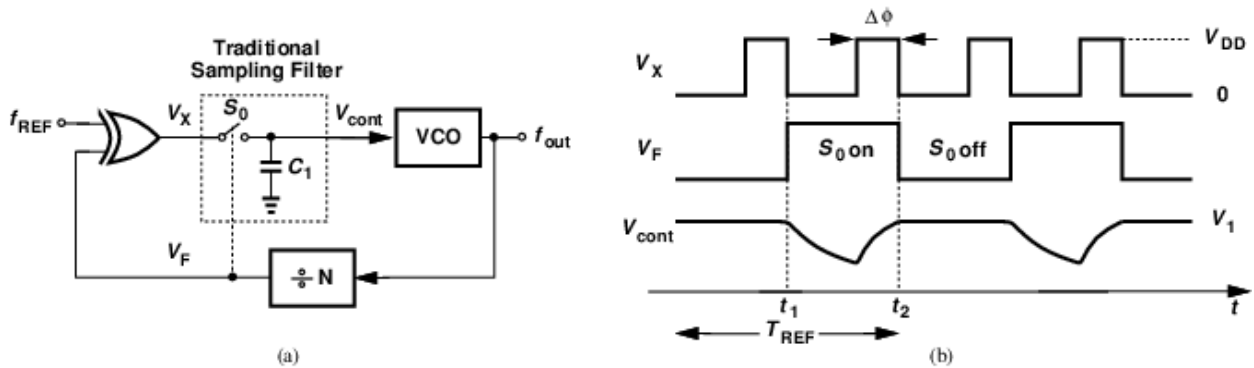 Traditional
Sampling Filter
f_REF
V_X
S_0
V_cont
VCO
f_out
C_1
V_F
÷ N
(a)
Δ ϕ
V_X
V_DD
0
V_F
S_0 on
S_0 off
V_cont
V_1
t_1
t_2
t
T_REF
(b)